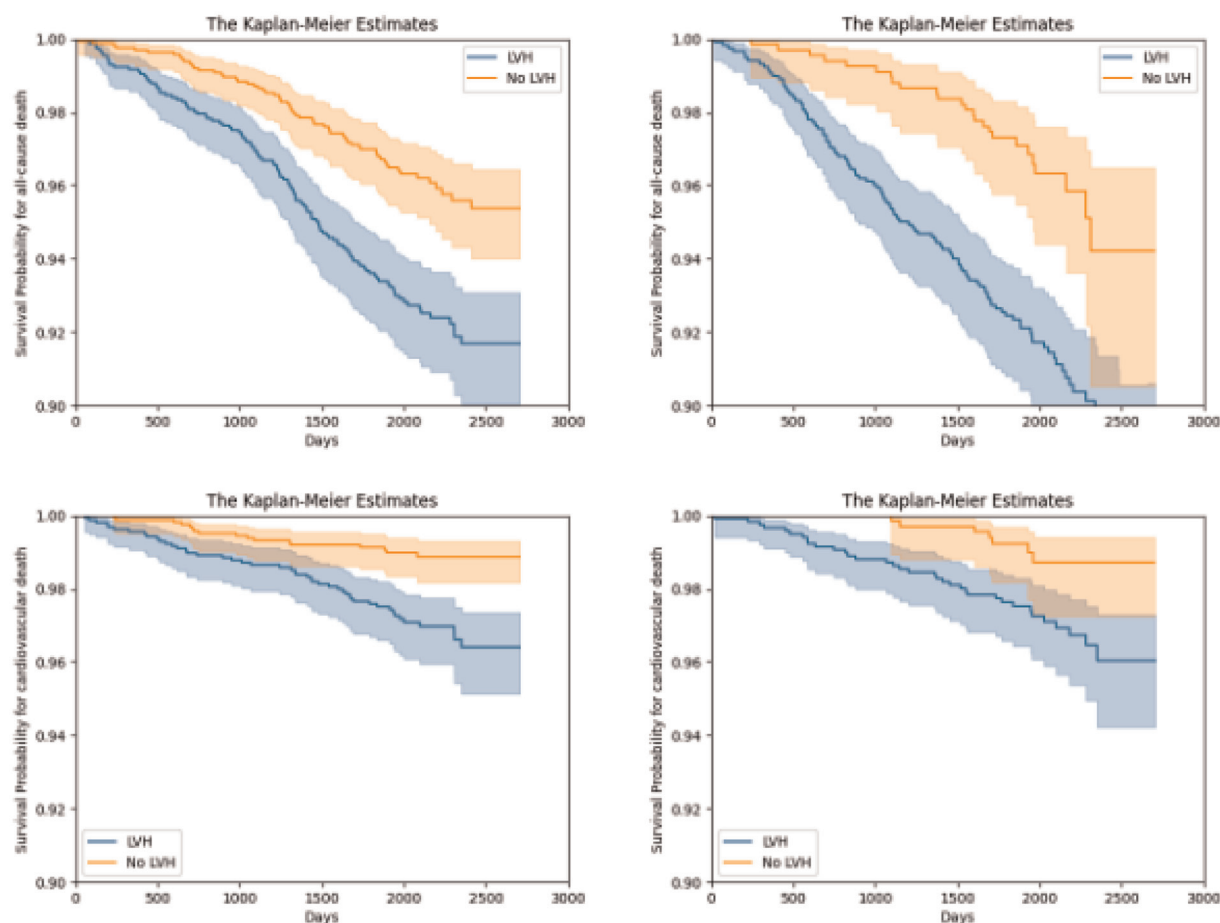 The Kaplan-Meier Estimates
Survival Probability for all-cause death
1.00
0.98
0.96
0.94
0.92
0.90
LVH
No LVH
0 500 1000 1500 2000 2500 3000
Days
The Kaplan-Meier Estimates
Survival Probability for all-cause death
1.00
0.98
0.96
0.94
0.92
0.90
LVH
No LVH
0 500 1000 1500 2000 2500 3000
Days
The Kaplan-Meier Estimates
Survival Probability for cardiovascular death
1.00
0.98
0.96
0.94
0.92
0.90
LVH
No LVH
0 500 1000 1500 2000 2500 3000
Days
The Kaplan-Meier Estimates
Survival Probability for cardiovascular death
1.00
0.98
0.96
0.94
0.92
0.90
LVH
No LVH
0 500 1000 1500 2000 2500 3000
Days